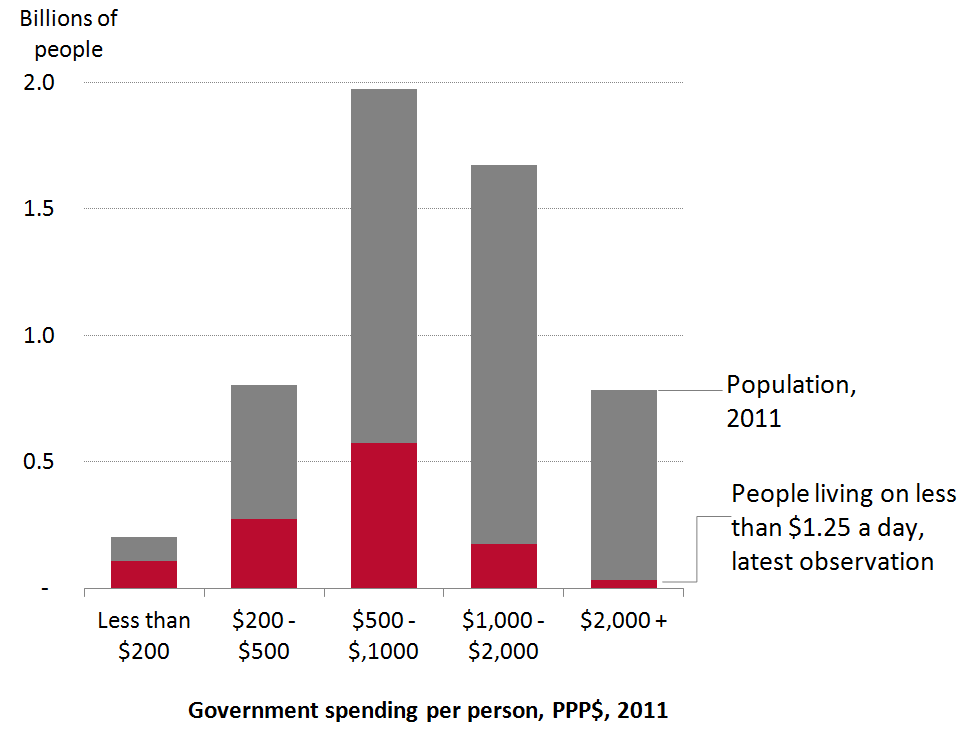 Billions of
people
2.0
1.5
1.0
0.5
-
Population,
2011
People living on less
than $1.25 a day,
latest observation
Less than
$200
$200 -
$500
$500 -
$,1000
$1,000 -
$2,000
$2,000 +
Government spending per person, PPP$, 2011